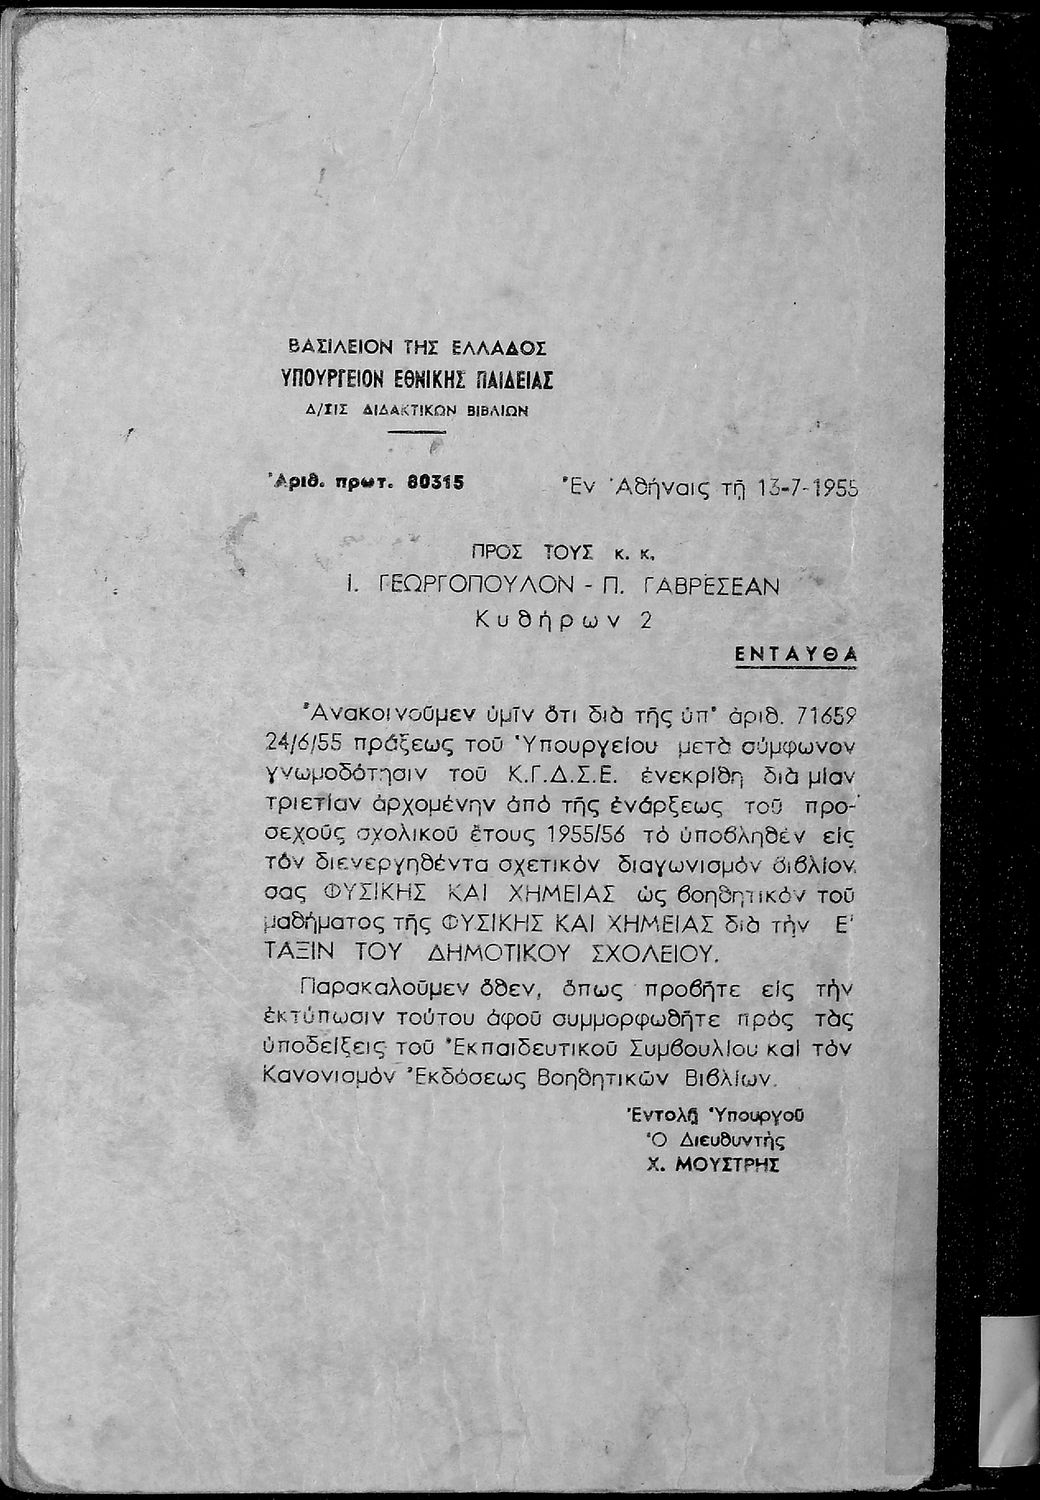 ΒΑΣΙΛΕΙΟΝ ΤΗΣ ΕΛΛΑΔΟΣ
ΥΠΟΥΡΓΕΙΟΝ ΕΘΝΙΚΗΣ ΠΑΙΔΕΙΑΣ
Δ/ΣΙΣ ΔΙΔΑΚΤΙΚΩΝ ΒΙΒΛΙΩΝ
Ἀριθ. πρωτ. 80315 Ἐν Ἀθήναις τῇ 13-7-1955
ΠΡΟΣ ΤΟΥΣ κ. κ.
Ι. ΓΕΩΡΓΟΠΟΥΛΟΝ - Π. ΓΑΒΡΕΣΕΑΝ
Κυθήρων 2
ΕΝΤΑΥΘΑ
Ἀνακοινοῦμεν ὑμῖν ὅτι διὰ τῆς ὑπ' ἀριθ. 71659
24/6/55 πράξεως τοῦ Ὑπουργείου μετὰ σύμφωνον
γνωμοδότησιν τοῦ Κ.Γ.Δ.Σ.Ε. ἐνεκρίθη διὰ μίαν
τριετίαν ἀρχομένην ἀπὸ τῆς ἐνάρξεως τοῦ προ-
σεχοῦς σχολικοῦ ἔτους 1955/56 τὸ ὑποβληθὲν εἰς
τὸν διενεργηθέντα σχετικὸν διαγωνισμὸν βιβλίον
σας ΦΥΣΙΚΗΣ ΚΑΙ ΧΗΜΕΙΑΣ ὡς βοηθητικὸν τοῦ
μαθήματος τῆς ΦΥΣΙΚΗΣ ΚΑΙ ΧΗΜΕΙΑΣ διὰ τὴν Ε'
ΤΑΞΙΝ ΤΟΥ ΔΗΜΟΤΙΚΟΥ ΣΧΟΛΕΙΟΥ.
Παρακαλοῦμεν ὅθεν, ὅπως προβῆτε εἰς τὴν
ἐκτύπωσιν τούτου ἀφοῦ συμμορφωθῆτε πρὸς τὰς
ὑποδείξεις τοῦ Ἐκπαιδευτικοῦ Συμβουλίου καὶ τὸν
Κανονισμὸν Ἐκδόσεως Βοηθητικῶν Βιβλίων.
Ἐντολῇ Ὑπουργοῦ
Ὁ Διευθυντὴς
Χ. ΜΟΥΣΤΡΗΣ